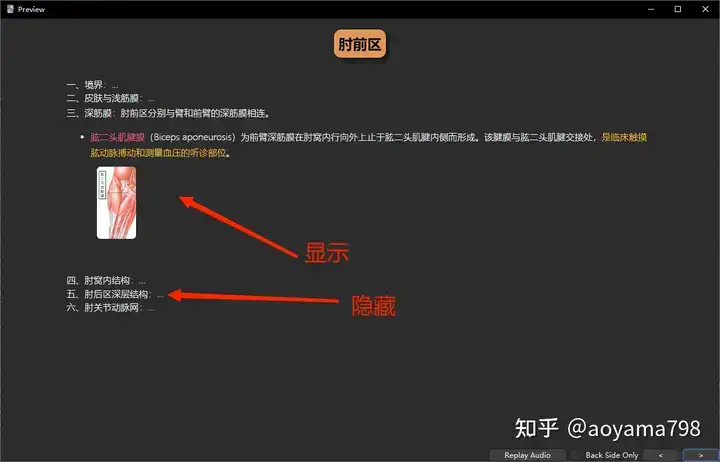 Preview
肘前区
一、境界：...
二、皮肤与浅筋膜：...
三、深筋膜：肘前区分别与臂和前臂的深筋膜相连。
• 肱二头肌腱膜（Biceps aponeurosis）为前臂深筋膜在肘窝内行向外上止于肱二头肌腱内侧而形成。该腱膜与肱二头肌腱交接处，是临床触摸
肱动脉搏动和测量血压的听诊部位。
显示
四、肘窝内结构：...
五、肘后区深层结构：...
隐藏
六、肘关节动脉网：...
知乎 @aoyama798
Replay Audio
Back Side Only
<
>